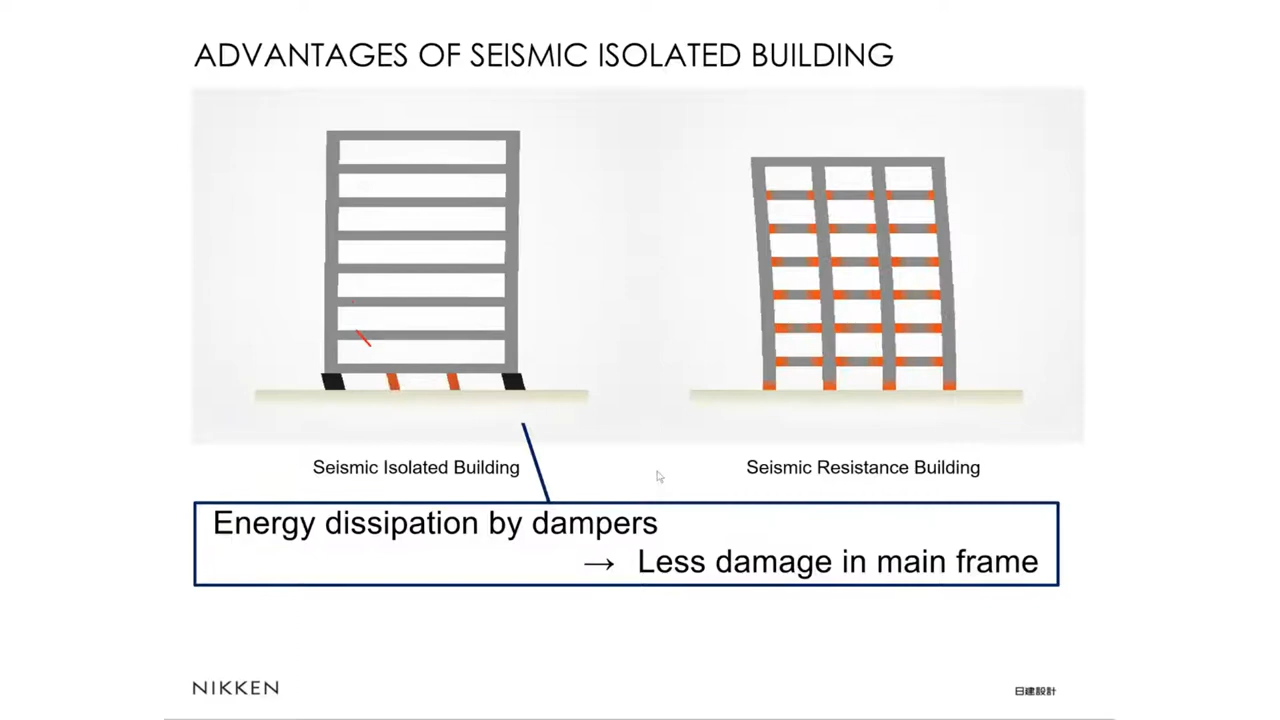 ADVANTAGES OF SEISMIC ISOLATED BUILDING
Seismic Isolated Building
Seismic Resistance Building
Energy dissipation by dampers
→ Less damage in main frame
NIKKEN
日建設計